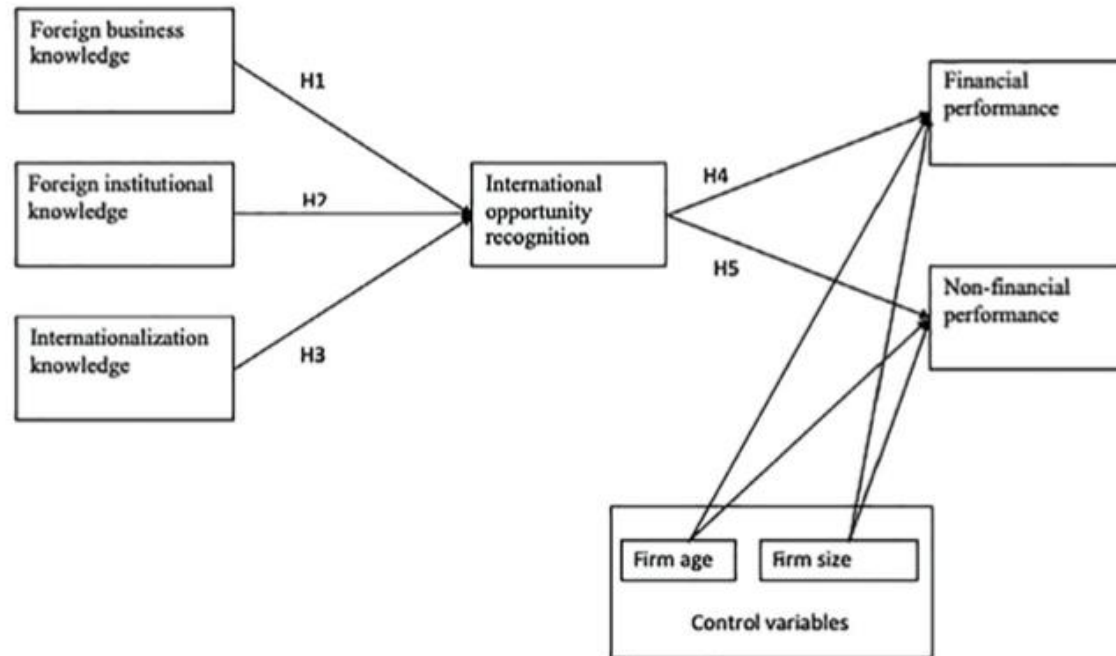 Foreign business
knowledge
H1
Foreign institutional
knowledge
H2
Internationalization
knowledge
H3
International
opportunity
recognition
H4
H5
Financial
performance
Non-financial
performance
Firm age
Firm size
Control variables